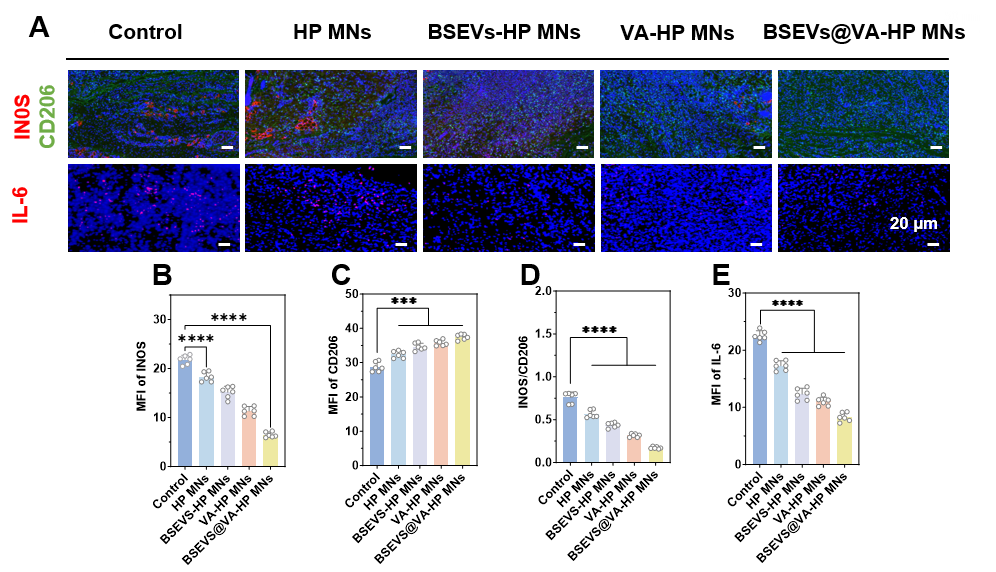 A
Control
HP MNs
BSEVs-HP MNs
VA-HP MNs
BSEVs@VA-HP MNs
IN0S
CD206
IL-6
20 μm
B
MFI of INOS
30
20
10
0
****
****
Control
HP MNs
BSEVS-HP MNs
VA-HP MNs
BSEVS@VA-HP MNs
C
MFI of CD206
50
40
30
20
10
0
***
Control
HP MNs
BSEVS-HP MNs
VA-HP MNs
BSEVS@VA-HP MNs
D
INOS/CD206
2.0
1.5
1.0
0.5
0.0
****
Control
HP MNs
BSEVS-HP MNs
VA-HP MNs
BSEVS@VA-HP MNs
E
MFI of IL-6
30
20
10
0
****
Control
HP MNs
BSEVS-HP MNs
VA-HP MNs
BSEVS@VA-HP MNs